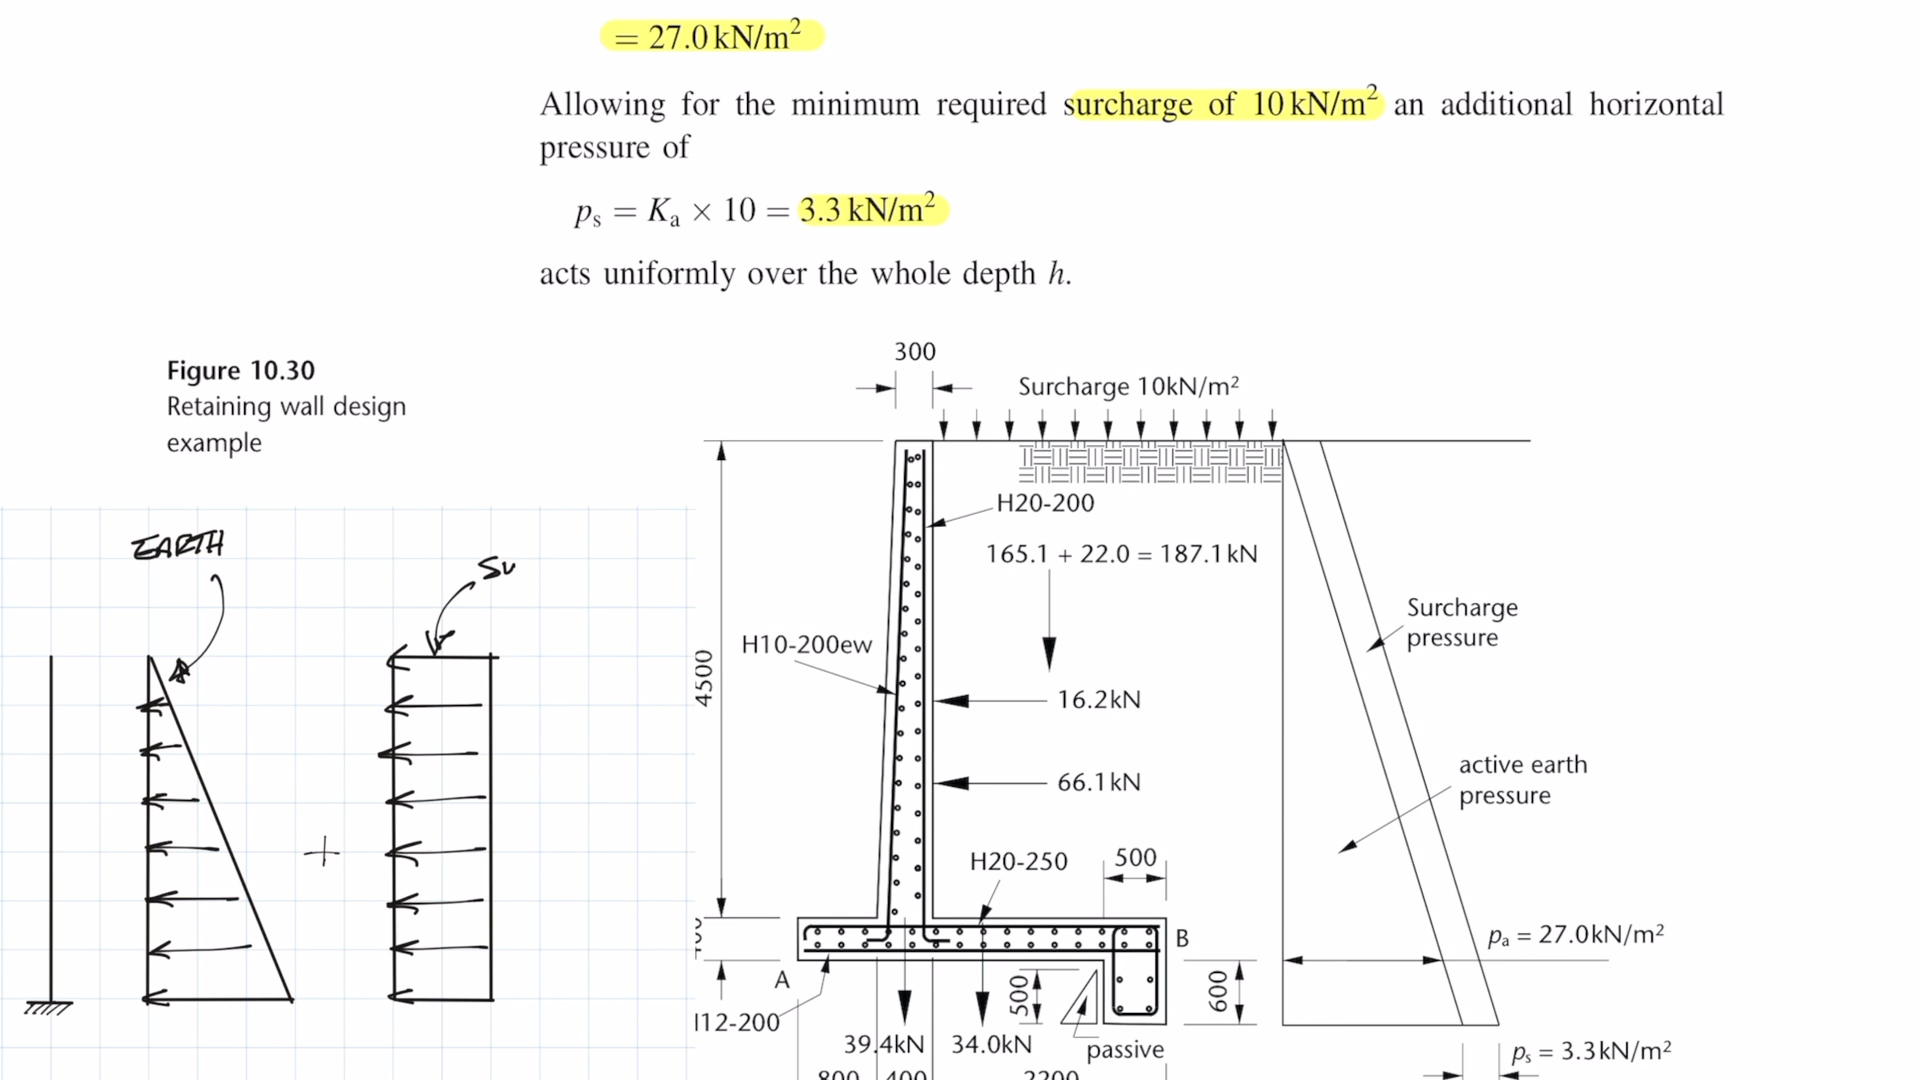 = 27.0 kN/m²
Allowing for the minimum required surcharge of 10 kN/m² an additional horizontal
pressure of
pₛ = Kₐ × 10 = 3.3 kN/m²
acts uniformly over the whole depth h.
Figure 10.30
Retaining wall design
example
300
Surcharge 10kN/m²
H20-200
165.1 + 22.0 = 187.1kN
EARTH
Su
Surcharge
pressure
H10-200ew
4500
16.2kN
66.1kN
active earth
pressure
+
H20-250
500
pₐ = 27.0kN/m²
A
B
500
600
12-200
39.4kN
34.0kN
passive
pₛ = 3.3kN/m²
800
400
2200